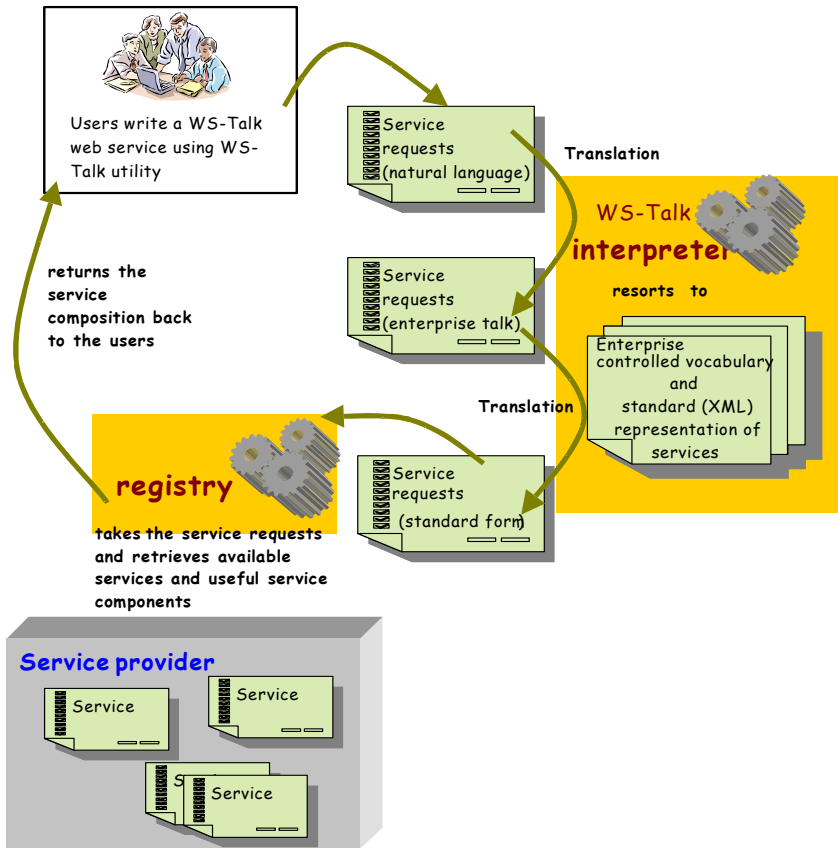 Users write a WS-Talk
web service using WS-
Talk utility
Service
requests
(natural language)
Translation
WS-Talk
interpreter
resorts to
Enterprise
controlled vocabulary
and
standard (XML)
representation of
services
Service
requests
(enterprise talk)
Translation
Service
requests
(standard form)
returns the
service
composition back
to the users
registry
takes the service requests
and retrieves available
services and useful service
components
Service provider
Service
Service
Service